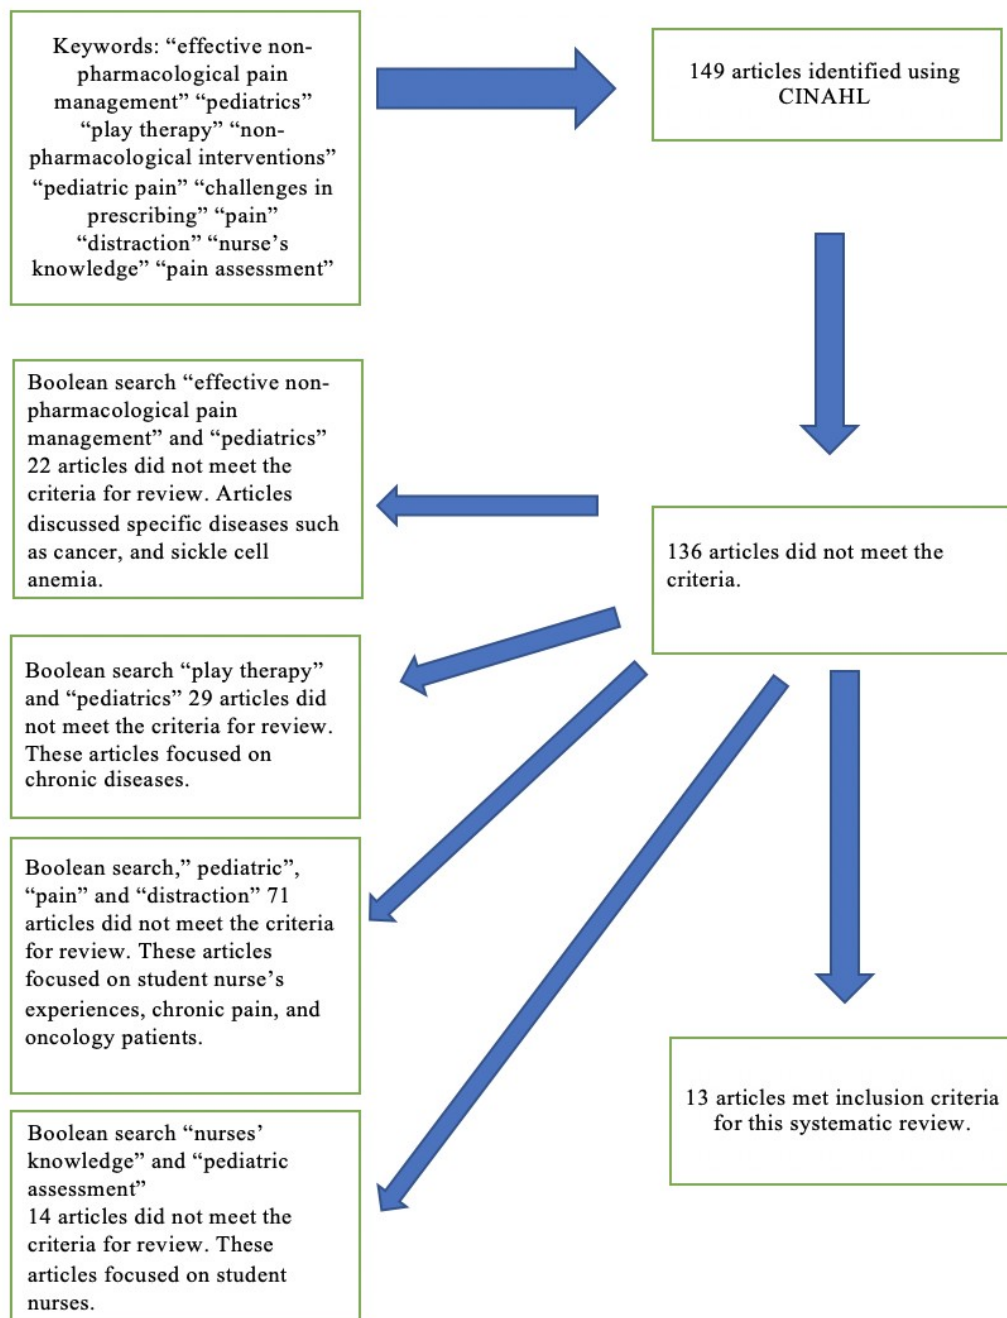 Keywords: “effective non-
pharmacological pain
management” “pediatrics”
“play therapy” “non-
pharmacological interventions”
“pediatric pain” “challenges in
prescribing” “pain”
“distraction” “nurse’s
knowledge” “pain assessment”
149 articles identified using
CINAHL
Boolean search “effective non-
pharmacological pain
management” and “pediatrics”
22 articles did not meet the
criteria for review. Articles
discussed specific diseases such
as cancer, and sickle cell
anemia.
136 articles did not meet the
criteria.
Boolean search “play therapy”
and “pediatrics” 29 articles did
not meet the criteria for review.
These articles focused on
chronic diseases.
Boolean search,” pediatric”,
“pain” and “distraction” 71
articles did not meet the criteria
for review. These articles
focused on student nurse’s
experiences, chronic pain, and
oncology patients.
13 articles met inclusion criteria
for this systematic review.
Boolean search “nurses’
knowledge” and “pediatric
assessment”
14 articles did not meet the
criteria for review. These
articles focused on student
nurses.